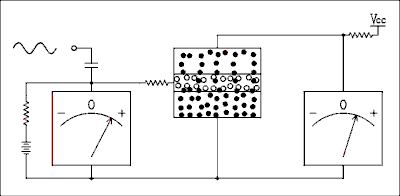 Vcc
− 0 +
− 0 +